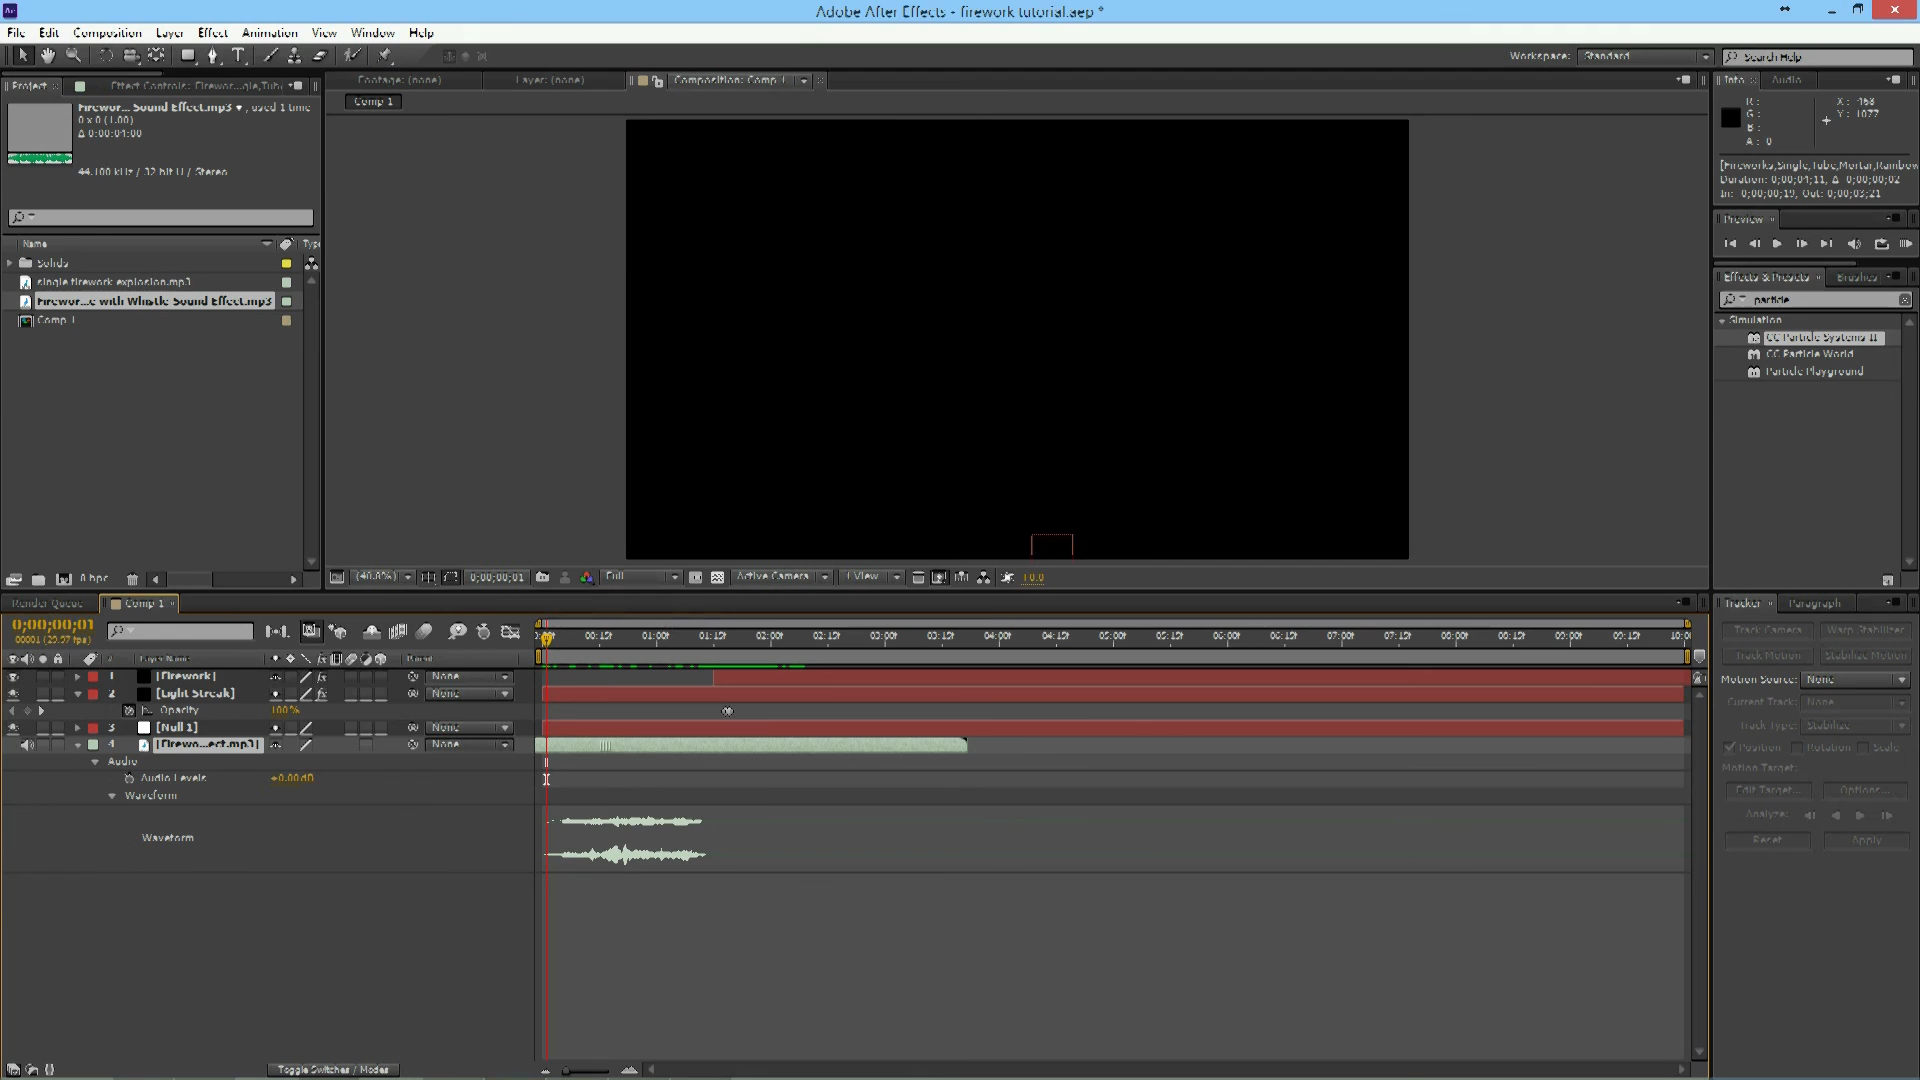 Adobe After Effects - firework tutorial.aep *
File Edit Composition Layer Effect Animation View Window Help
Workspace: Standard
Search Help
Project
Effect Controls: Firewor...gle,Tub
Footage: (none)
Layer: (none)
Composition: Comp 1
Info
Audio
Firewor... Sound Effect.mp3 , used 1 time
0 x 0 (1.00)
Δ 0:00:04:00
44.100 kHz / 32 bit U / Stereo
Comp 1
R :
G :
B :
A : 0
X : -468
Y : 1077
[Fireworks,Single,Tube,Mortar,Rainbow
Duration: 0;00;04;11, Δ 0;00;00;02
In: -0;00;00;19, Out: 0;00;03;21
Preview
Name
Type
Solids
single firework explosion.mp3
Firewor...e with Whistle Sound Effect.mp3
Comp 1
Effects & Presets
Brushes
particle
Simulation
CC Particle Systems II
CC Particle World
Particle Playground
8 bpc
(40.8%)
0;00;00;01
Full
Active Camera
1 View
+0.0
Render Queue
Comp 1
Tracker
Paragraph
0;00;00;01
00001 (29.97 fps)
00:15f 01:00f 01:15f 02:00f 02:15f 03:00f 03:15f 04:00f 04:15f 05:00f 05:15f 06:00f 06:15f 07:00f 07:15f 08:00f 08:15f 09:00f 09:15f 10:0
# Layer Name
Parent
1 [Firework] None
2 [Light Streak] None
Opacity 100%
3 [Null 1] None
4 [Firewo...ect.mp3] None
Audio
Audio Levels +0.00dB
Waveform
Waveform
Toggle Switches / Modes
Track Camera
Warp Stabilizer
Track Motion
Stabilize Motion
Motion Source: None
Current Track: None
Track Type: Stabilize
Position Rotation Scale
Motion Target:
Edit Target...
Options...
Analyze:
Reset
Apply